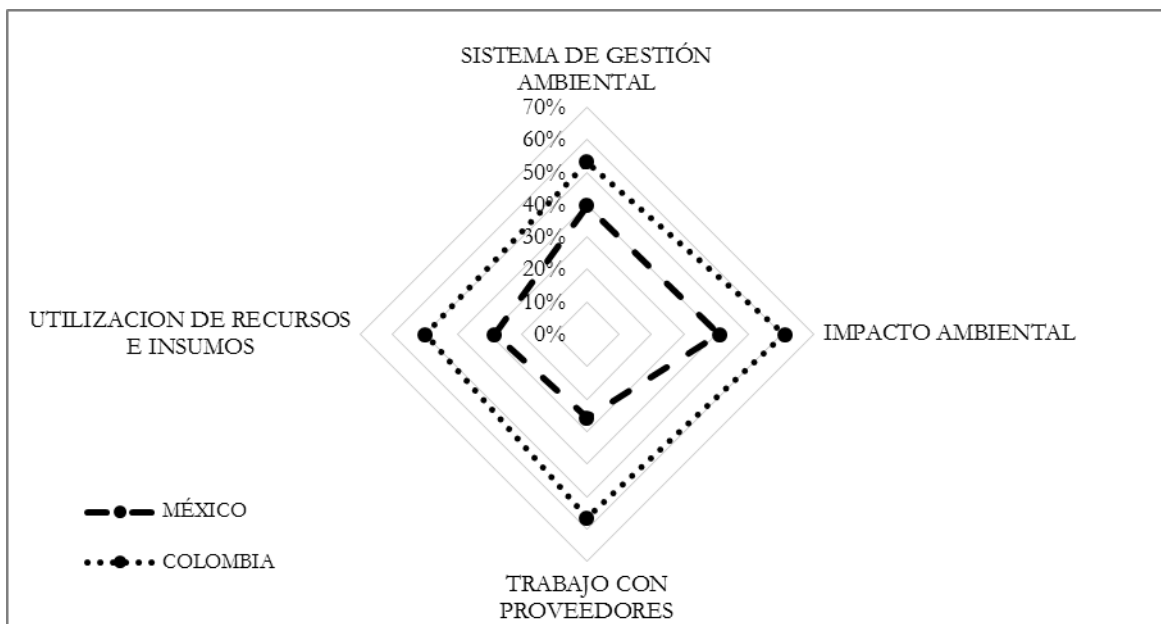 SISTEMA DE GESTIÓN
AMBIENTAL
70%
60%
50%
40%
30%
20%
10%
0%
UTILIZACION DE RECURSOS
E INSUMOS
IMPACTO AMBIENTAL
MÉXICO
COLOMBIA
TRABAJO CON
PROVEEDORES